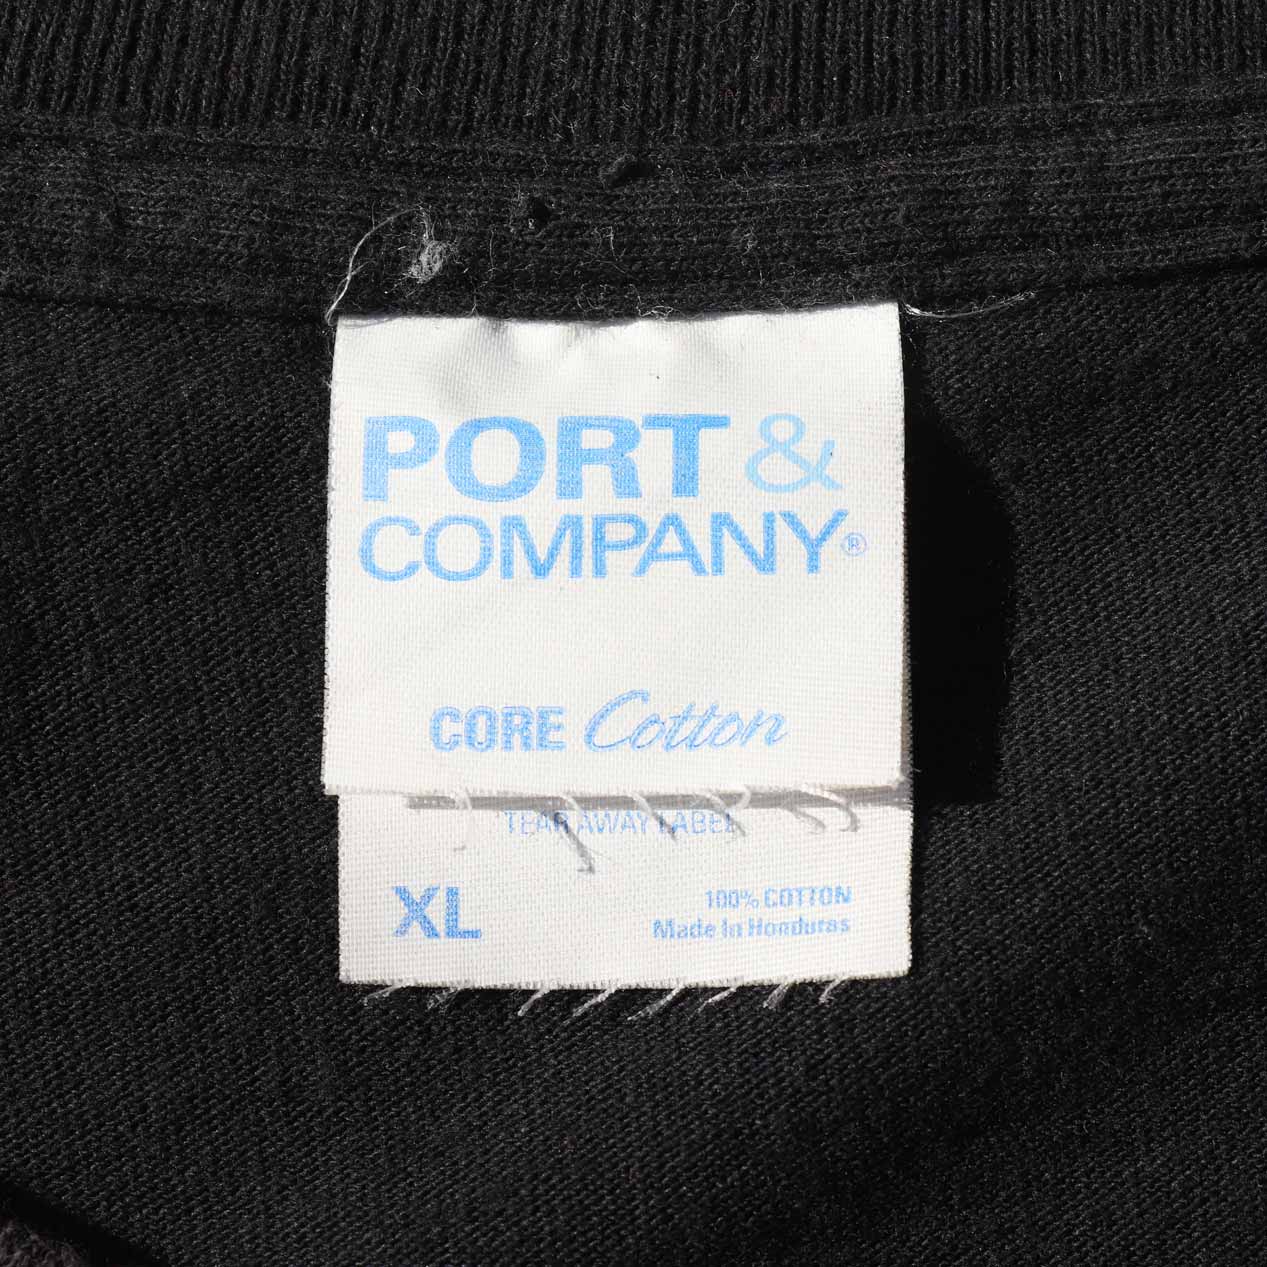 PORT &
COMPANY®
CORE Cotton
TEAR AWAY LABEL
XL
100% COTTON
Made In Honduras